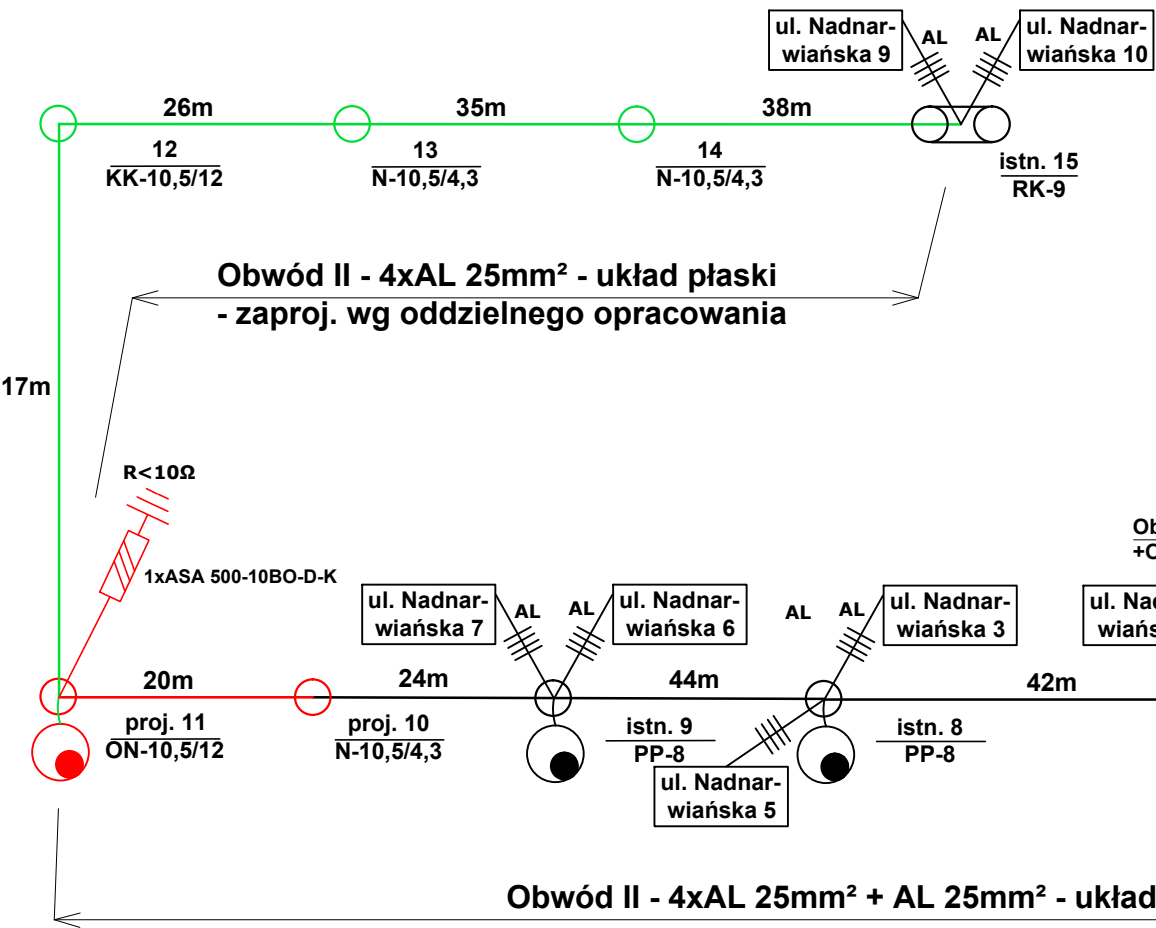 ul. Nadnar-
wiańska 9
AL
AL
ul. Nadnar-
wiańska 10
26m
35m
38m
12
KK-10,5/12
13
N-10,5/4,3
14
N-10,5/4,3
istn. 15
RK-9
Obwód II - 4xAL 25mm² - układ płaski
- zaproj. wg oddzielnego opracowania
17m
R<10Ω
1xASA 500-10BO-D-K
Ob
+O
ul. Nadnar-
wiańska 7
AL
AL
ul. Nadnar-
wiańska 6
AL
AL
ul. Nadnar-
wiańska 3
ul. Nad
wiańs
20m
24m
44m
42m
proj. 11
ON-10,5/12
proj. 10
N-10,5/4,3
istn. 9
PP-8
istn. 8
PP-8
ul. Nadnar-
wiańska 5
Obwód II - 4xAL 25mm² + AL 25mm² - układ